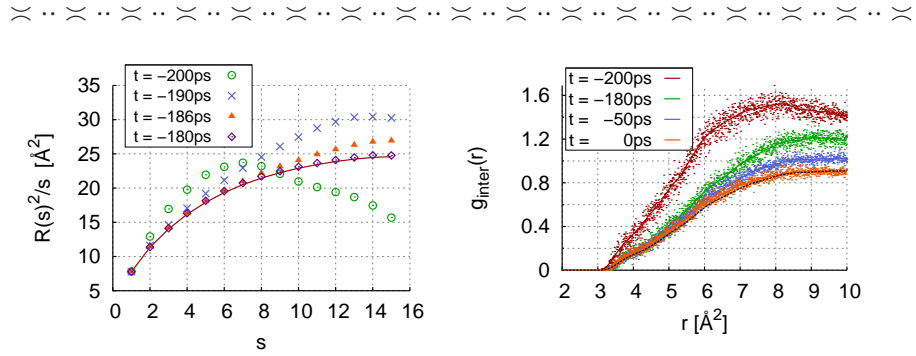 t = −200ps
t = −190ps
t = −186ps
t = −180ps
R(s)²/s [Å²]
35
30
25
20
15
10
5
0 2 4 6 8 10 12 14 16
s
t = −200ps
t = −180ps
t = −50ps
t = 0ps
g_inter(r)
1.6
1.2
0.8
0.4
0
2 3 4 5 6 7 8 9 10
r [Å²]